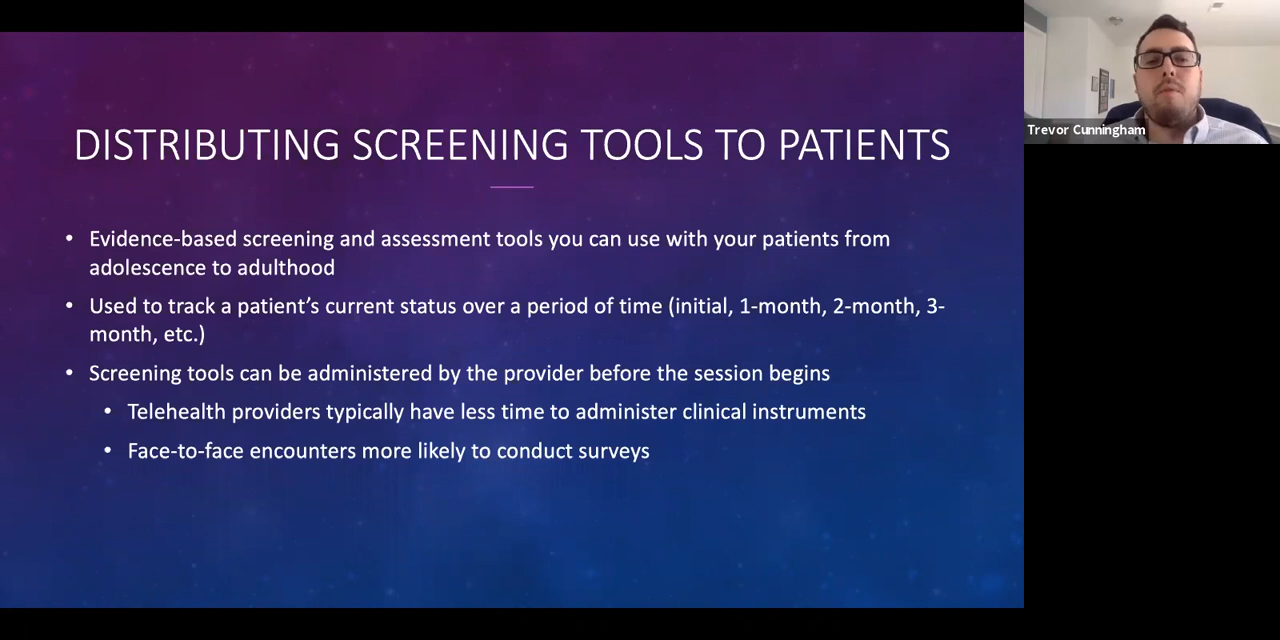 DISTRIBUTING SCREENING TOOLS TO PATIENTS
• Evidence-based screening and assessment tools you can use with your patients from
adolescence to adulthood
• Used to track a patient’s current status over a period of time (initial, 1-month, 2-month, 3-
month, etc.)
• Screening tools can be administered by the provider before the session begins
• Telehealth providers typically have less time to administer clinical instruments
• Face-to-face encounters more likely to conduct surveys
Trevor Cunningham